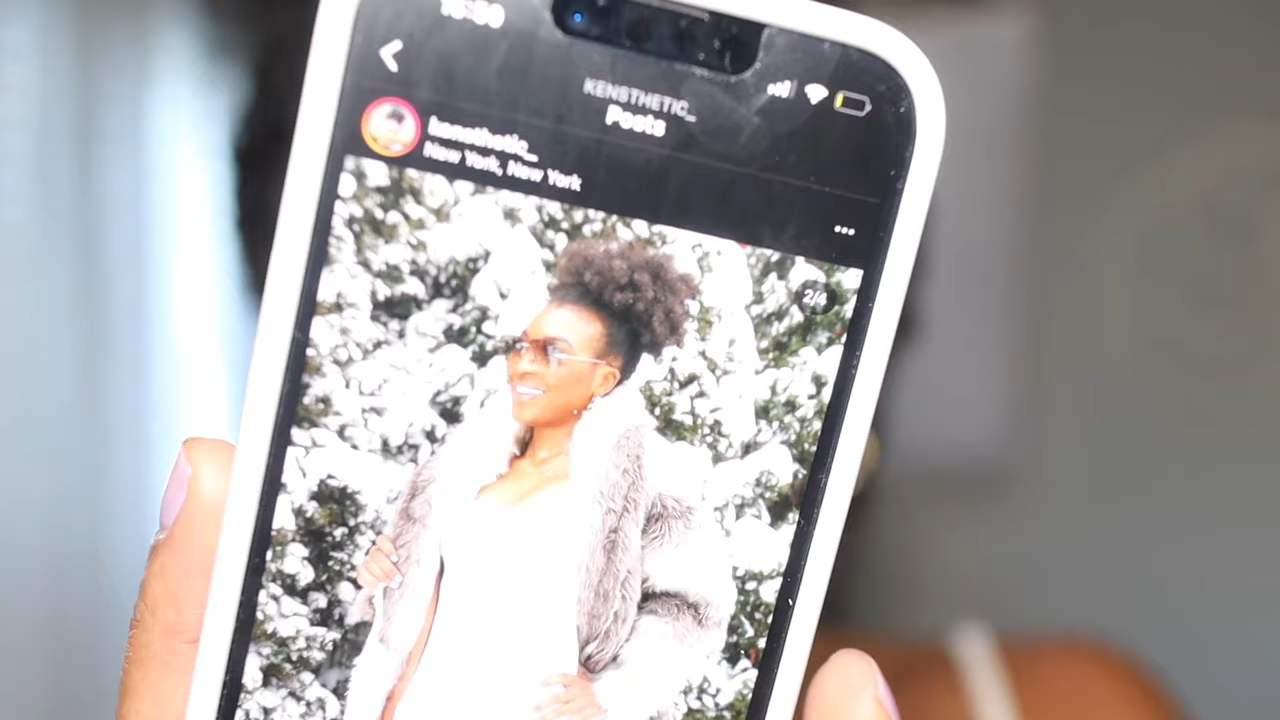 KENSTHETIC_
Posts
kensthetic_
New York, New York
2/4